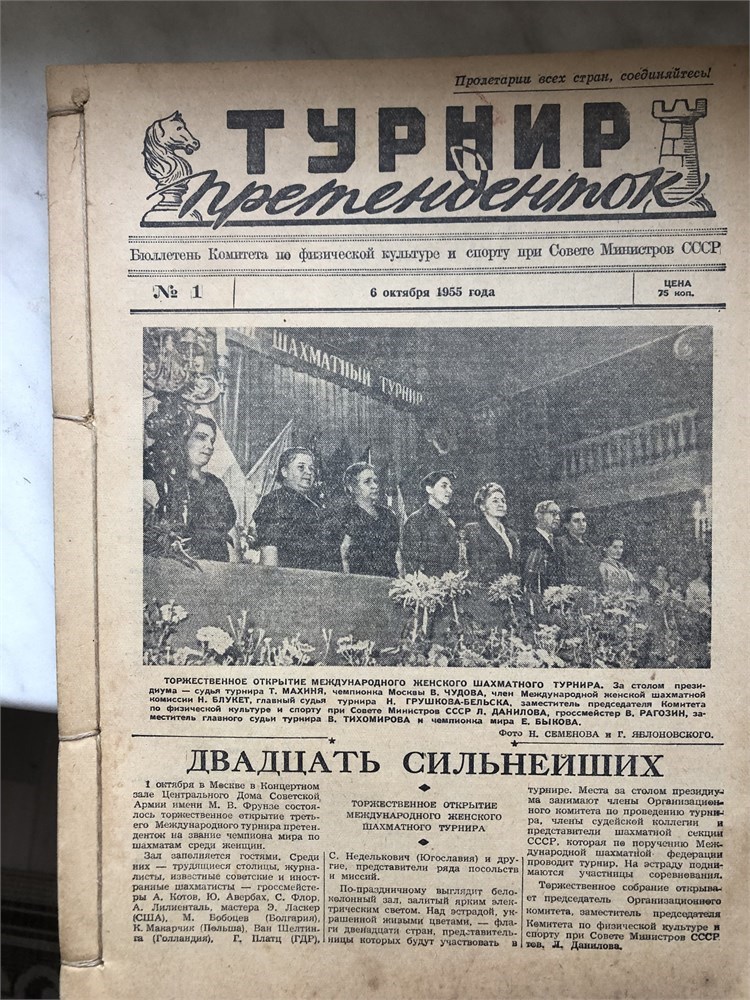 Пролетарии всех стран, соединяйтесь!
ТУРНИР
претенденток
Бюллетень Комитета по физической культуре и спорту при Совете Министров СССР
№ 1
6 октября 1955 года
ЦЕНА
75 коп.
ШАХМАТНЫЙ ТУРНИР
ТОРЖЕСТВЕННОЕ ОТКРЫТИЕ МЕЖДУНАРОДНОГО ЖЕНСКОГО ШАХМАТНОГО ТУРНИРА. За столом прези-
диума — судья турнира Т. МАХИНЯ, чемпионка Москвы В. ЧУДОВА, член Международной женской шахматной
комиссии Н. БЛУКЕТ, главный судья турнира Н. ГРУШКОВА-БЕЛЬСКА, заместитель председателя Комитета
по физической культуре и спорту при Совете Министров СССР Л. ДАНИЛОВА, гроссмейстер В. РАГОЗИН, за-
меститель главного судьи турнира В. ТИХОМИРОВА и чемпионка мира Е. БЫКОВА.
Фото Н. СЕМЕНОВА и Г. ЯБЛОНОВСКОГО.
ДВАДЦАТЬ СИЛЬНЕЙШИХ
1 октября в Москве в Концертном
зале Центрального Дома Советской
Армии имени М. В. Фрунзе состоя-
лось торжественное открытие треть-
его Международного турнира претен-
денток на звание чемпиона мира по
шахматам среди женщин.
Зал заполняется гостями. Среди
них — трудящиеся столицы, журна-
листы, известные советские и иност-
ранные шахматисты — гроссмейсте-
ры А. Котов, Ю. Авербах, С. Флор,
А. Лилиенталь, мастера Э. Ласкер
(США), М. Бобоцев (Болгария),
К. Макарчик (Польша), Ван Шелтин-
га (Голландия), Г. Платц (ГДР),
ТОРЖЕСТВЕННОЕ ОТКРЫТИЕ
МЕЖДУНАРОДНОГО ЖЕНСКОГО
ШАХМАТНОГО ТУРНИРА
С. Неделькович (Югославия) и дру-
гие, представители ряда посольств
и миссий.
По-праздничному выглядит бело-
колонный зал, залитый ярким элек-
трическим светом. Над эстрадой, ук-
рашенной живыми цветами, — фла-
ги двенадцати стран, представитель-
ницы которых будут участвовать в
турнире. Места за столом президиу-
ма занимают члены Организацион-
ного комитета по проведению турни-
ра, члены судейской коллегии и
представители шахматной секции
СССР, которая по поручению Меж-
дународной шахматной федерации
проводит турнир. На эстраду подни-
маются участницы соревнования.
Торжественное собрание открыва-
ет председатель Организационного
комитета, заместитель председателя
Комитета по физической культуре и
спорту при Совете Министров СССР
тов. Л. Данилова.